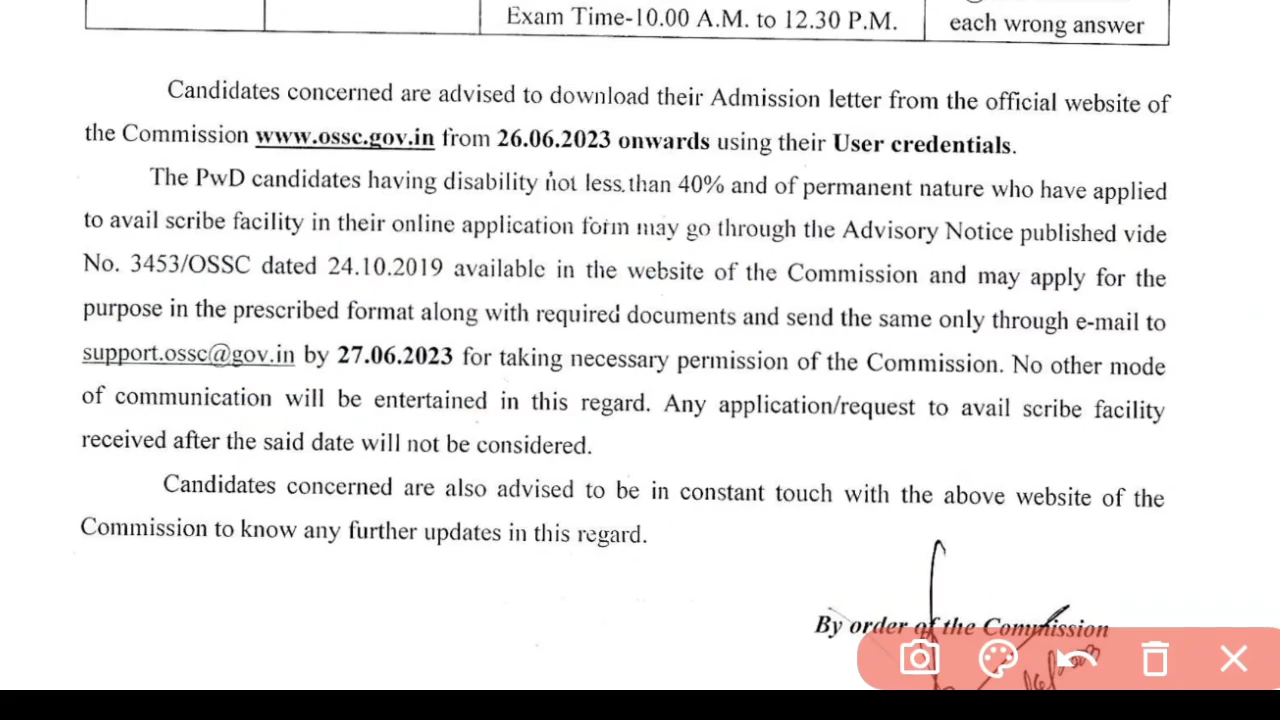 Exam Time-10.00 A.M. to 12.30 P.M.
each wrong answer
Candidates concerned are advised to download their Admission letter from the official website of
the Commission www.ossc.gov.in from 26.06.2023 onwards using their User credentials.
The PwD candidates having disability not less than 40% and of permanent nature who have applied
to avail scribe facility in their online application form may go through the Advisory Notice published vide
No. 3453/OSSC dated 24.10.2019 available in the website of the Commission and may apply for the
purpose in the prescribed format along with required documents and send the same only through e-mail to
support.ossc@gov.in by 27.06.2023 for taking necessary permission of the Commission. No other mode
of communication will be entertained in this regard. Any application/request to avail scribe facility
received after the said date will not be considered.
Candidates concerned are also advised to be in constant touch with the above website of the
Commission to know any further updates in this regard.
By order of the Commission